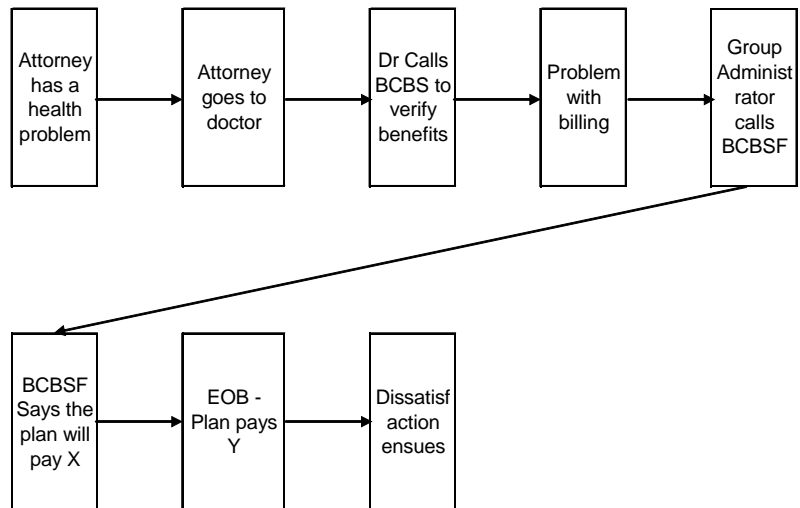 Attorney
has a
health
problem
Attorney
goes to
doctor
Dr Calls
BCBS to
verify
benefits
Problem
with
billing
Group
Administ
rator
calls
BCBSF
BCBSF
Says the
plan will
pay X
EOB -
Plan pays
Y
Dissatisf
action
ensues